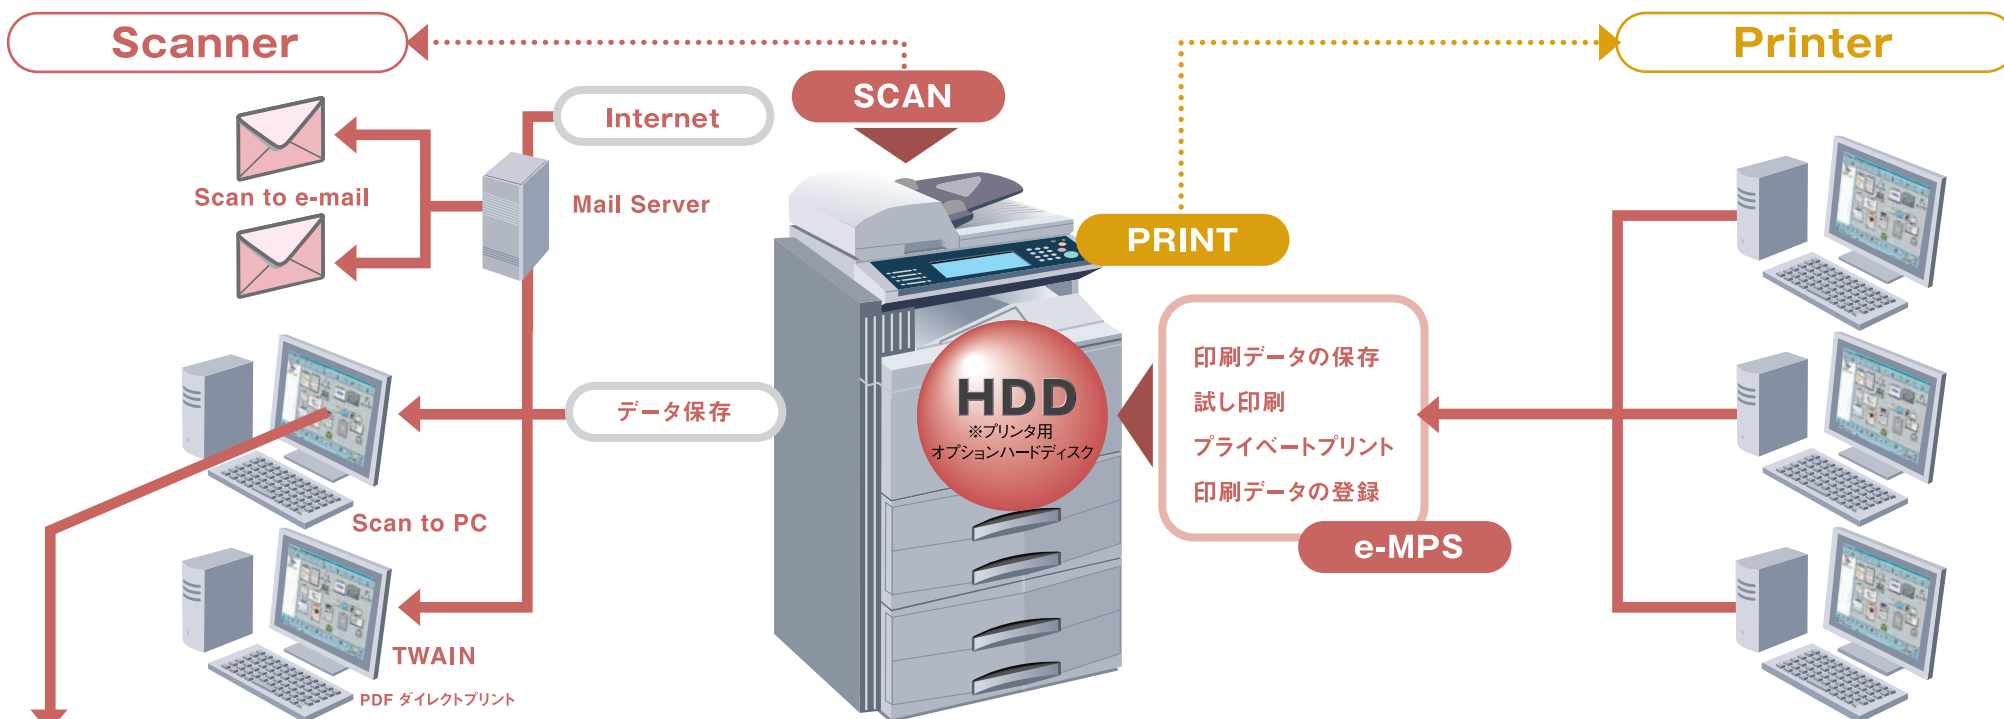 Scanner
Printer
SCAN
Internet
Scan to e-mail
Mail Server
PRINT
印刷データの保存
試し印刷
プライベートプリント
印刷データの登録
e-MPS
HDD
※プリンタ用
オプションハードディスク
データ保存
Scan to PC
TWAIN
PDF ダイレクトプリント